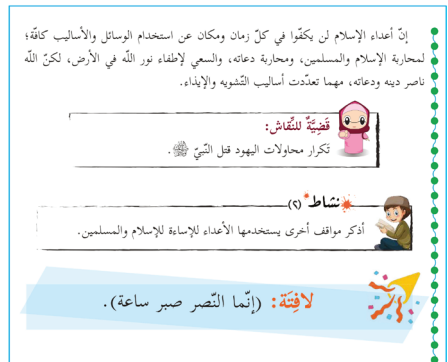 إنّ أعداء الإسلام لن يكفّوا في كلّ زمان ومكان عن استخدام الوسائل والأساليب كافّة؛
لمحاربة الإسلام والمسلمين، ومحاربة دعاته، والسعي لإطفاء نور اللّه في الأرض، لكنّ اللّه
ناصر دينه ودعاته، مهما تعدّدت أساليب التّشويه والإيذاء.
قَضِيَّةٌ للنِّقاش:
تَكرار محاولات اليهود قتل النّبيّ ﷺ.
نشاط (٢)
أذكر مواقف أخرى يستخدمها الأعداء للإساءة للإسلام والمسلمين.
لافِتَة: (إنّما النّصر صبر ساعة).